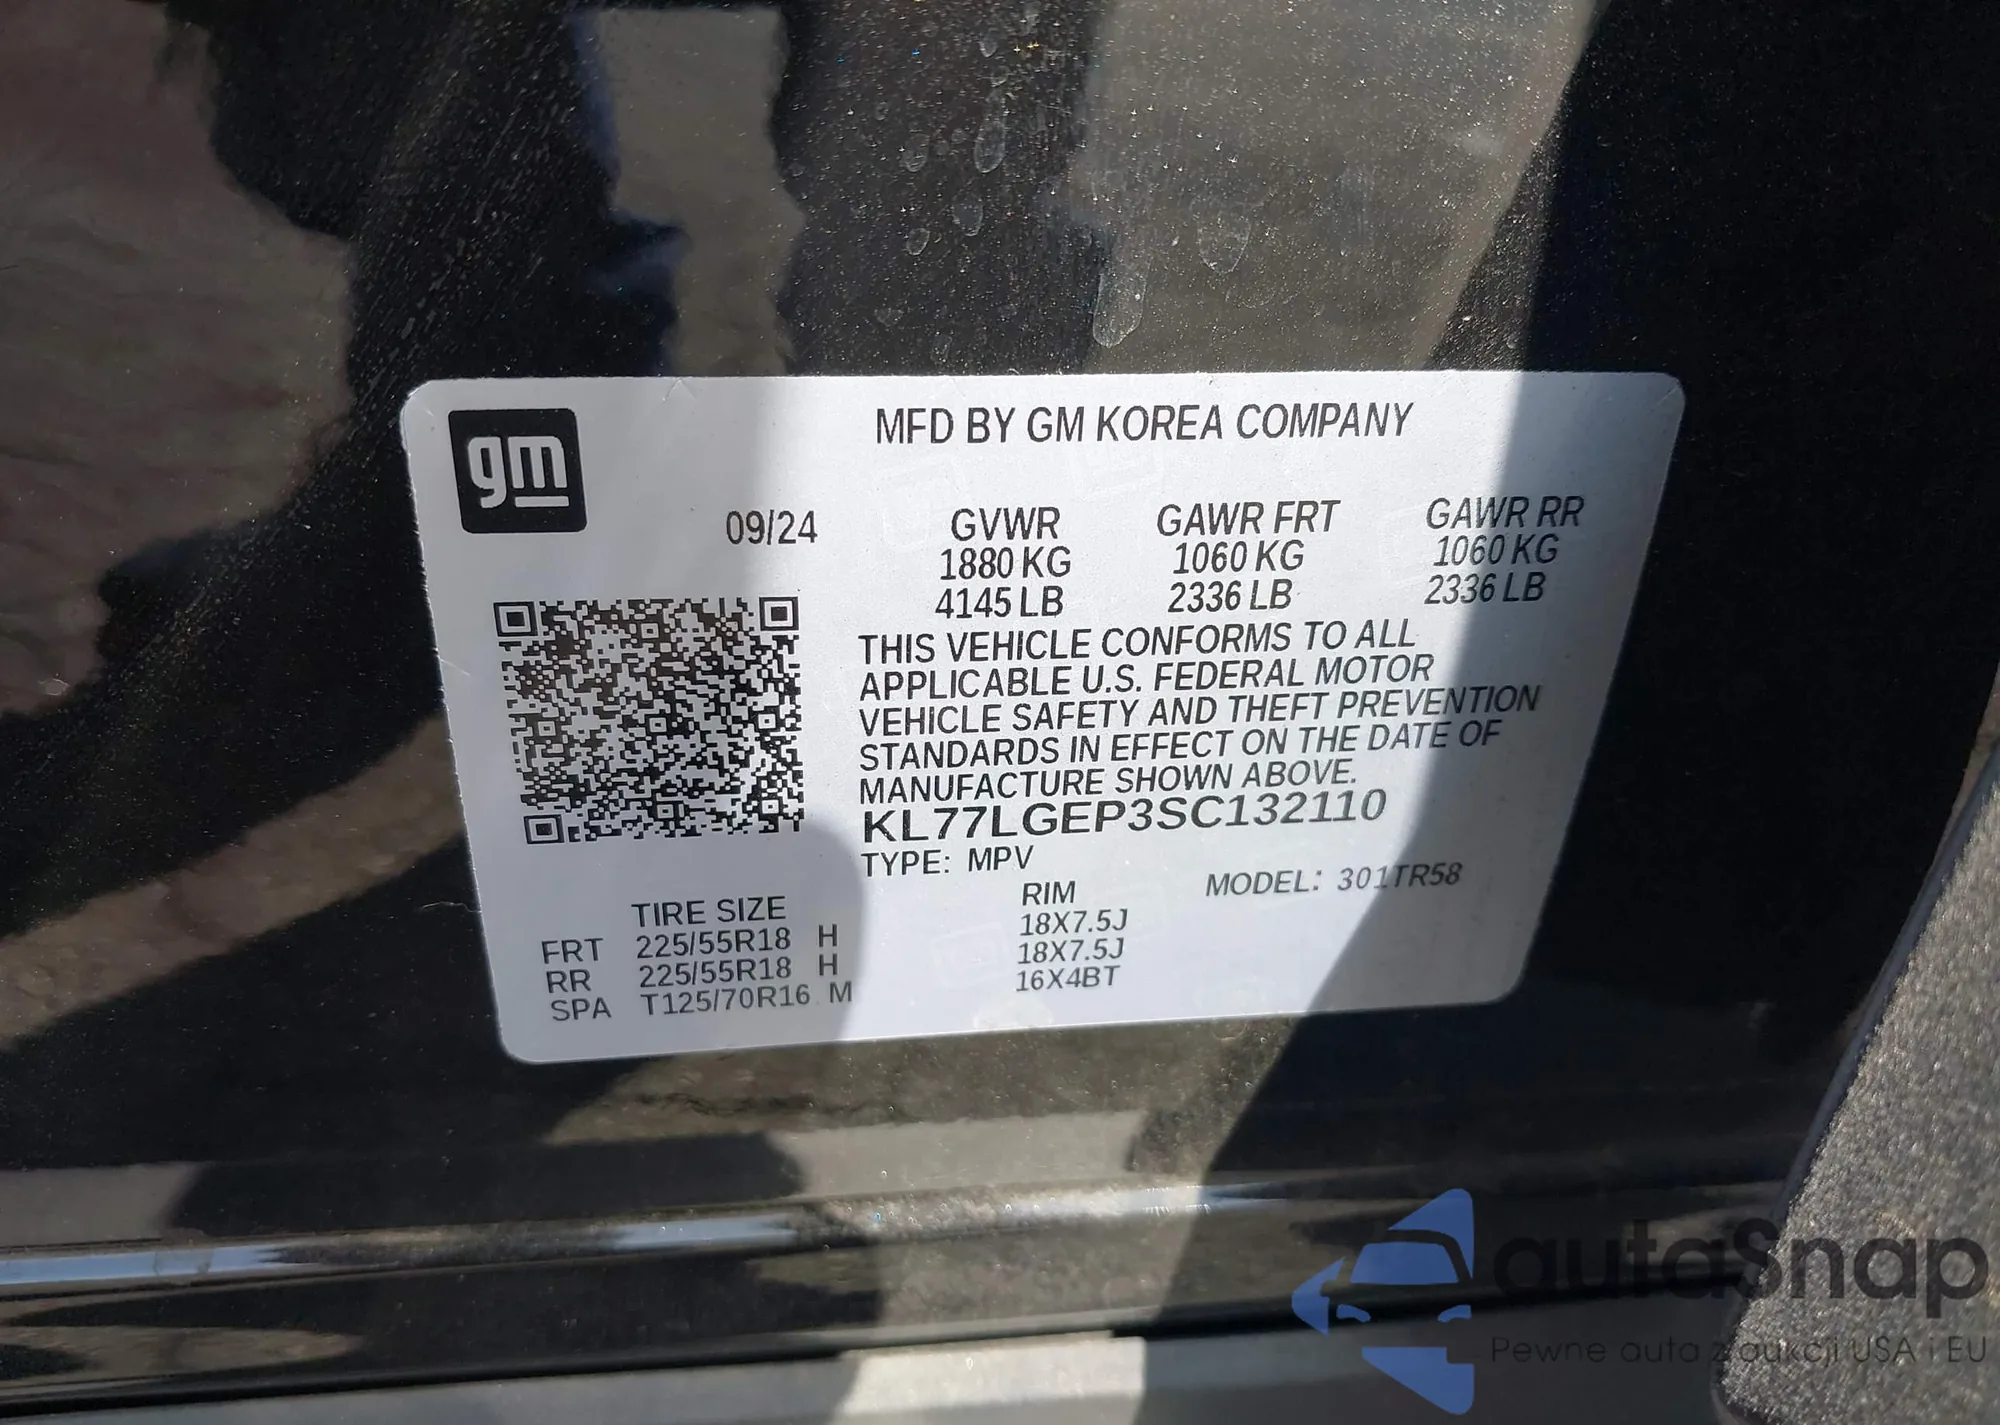 gm
MFD BY GM KOREA COMPANY
09/24
GVWR GAWR FRT GAWR RR
1880 KG 1060 KG 1060 KG
4145 LB 2336 LB 2336 LB
THIS VEHICLE CONFORMS TO ALL
APPLICABLE U.S. FEDERAL MOTOR
VEHICLE SAFETY AND THEFT PREVENTION
STANDARDS IN EFFECT ON THE DATE OF
MANUFACTURE SHOWN ABOVE.
KL77LGEP3SC132110
TYPE: MPV
MODEL: 301TR58
TIRE SIZE RIM
FRT 225/55R18 H 18X7.5J
RR 225/55R18 H 18X7.5J
SPA T125/70R16 M 16X4BT
autaSnap
Pewne auta z aukcji USA i EU